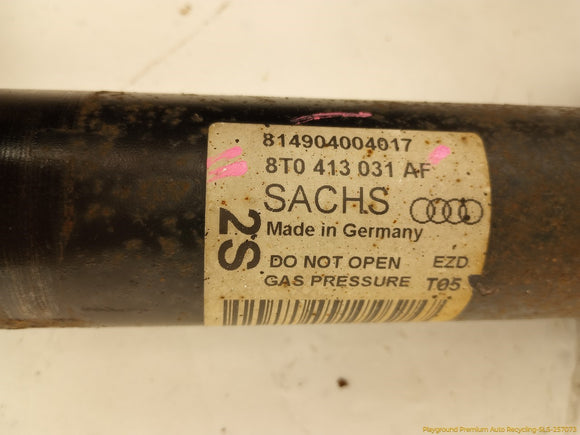 814904004017
8T0 413 031 AF
SACHS
Made in Germany
2S
DO NOT OPEN EZD
GAS PRESSURE T05
Playground Premium Auto Recycling-SLS-257073